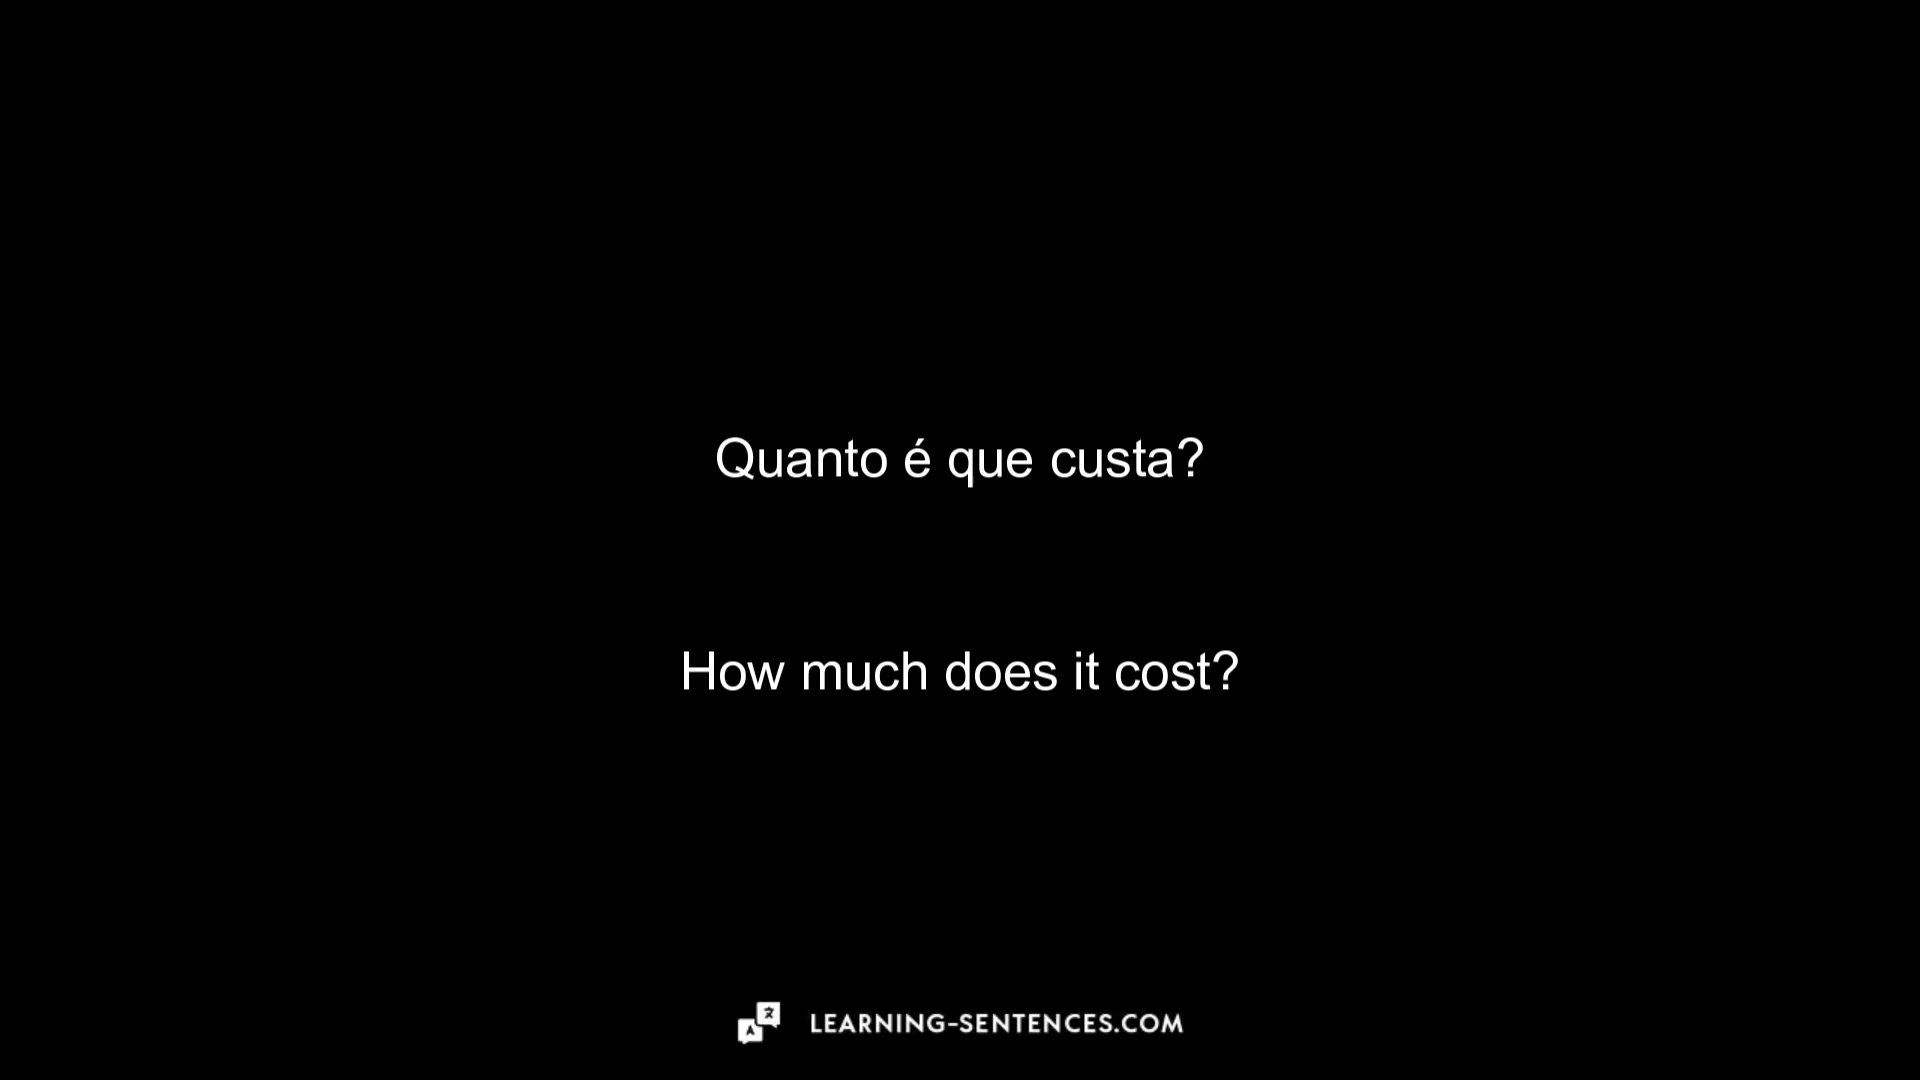 Quanto é que custa?
How much does it cost?
LEARNING-SENTENCES.COM